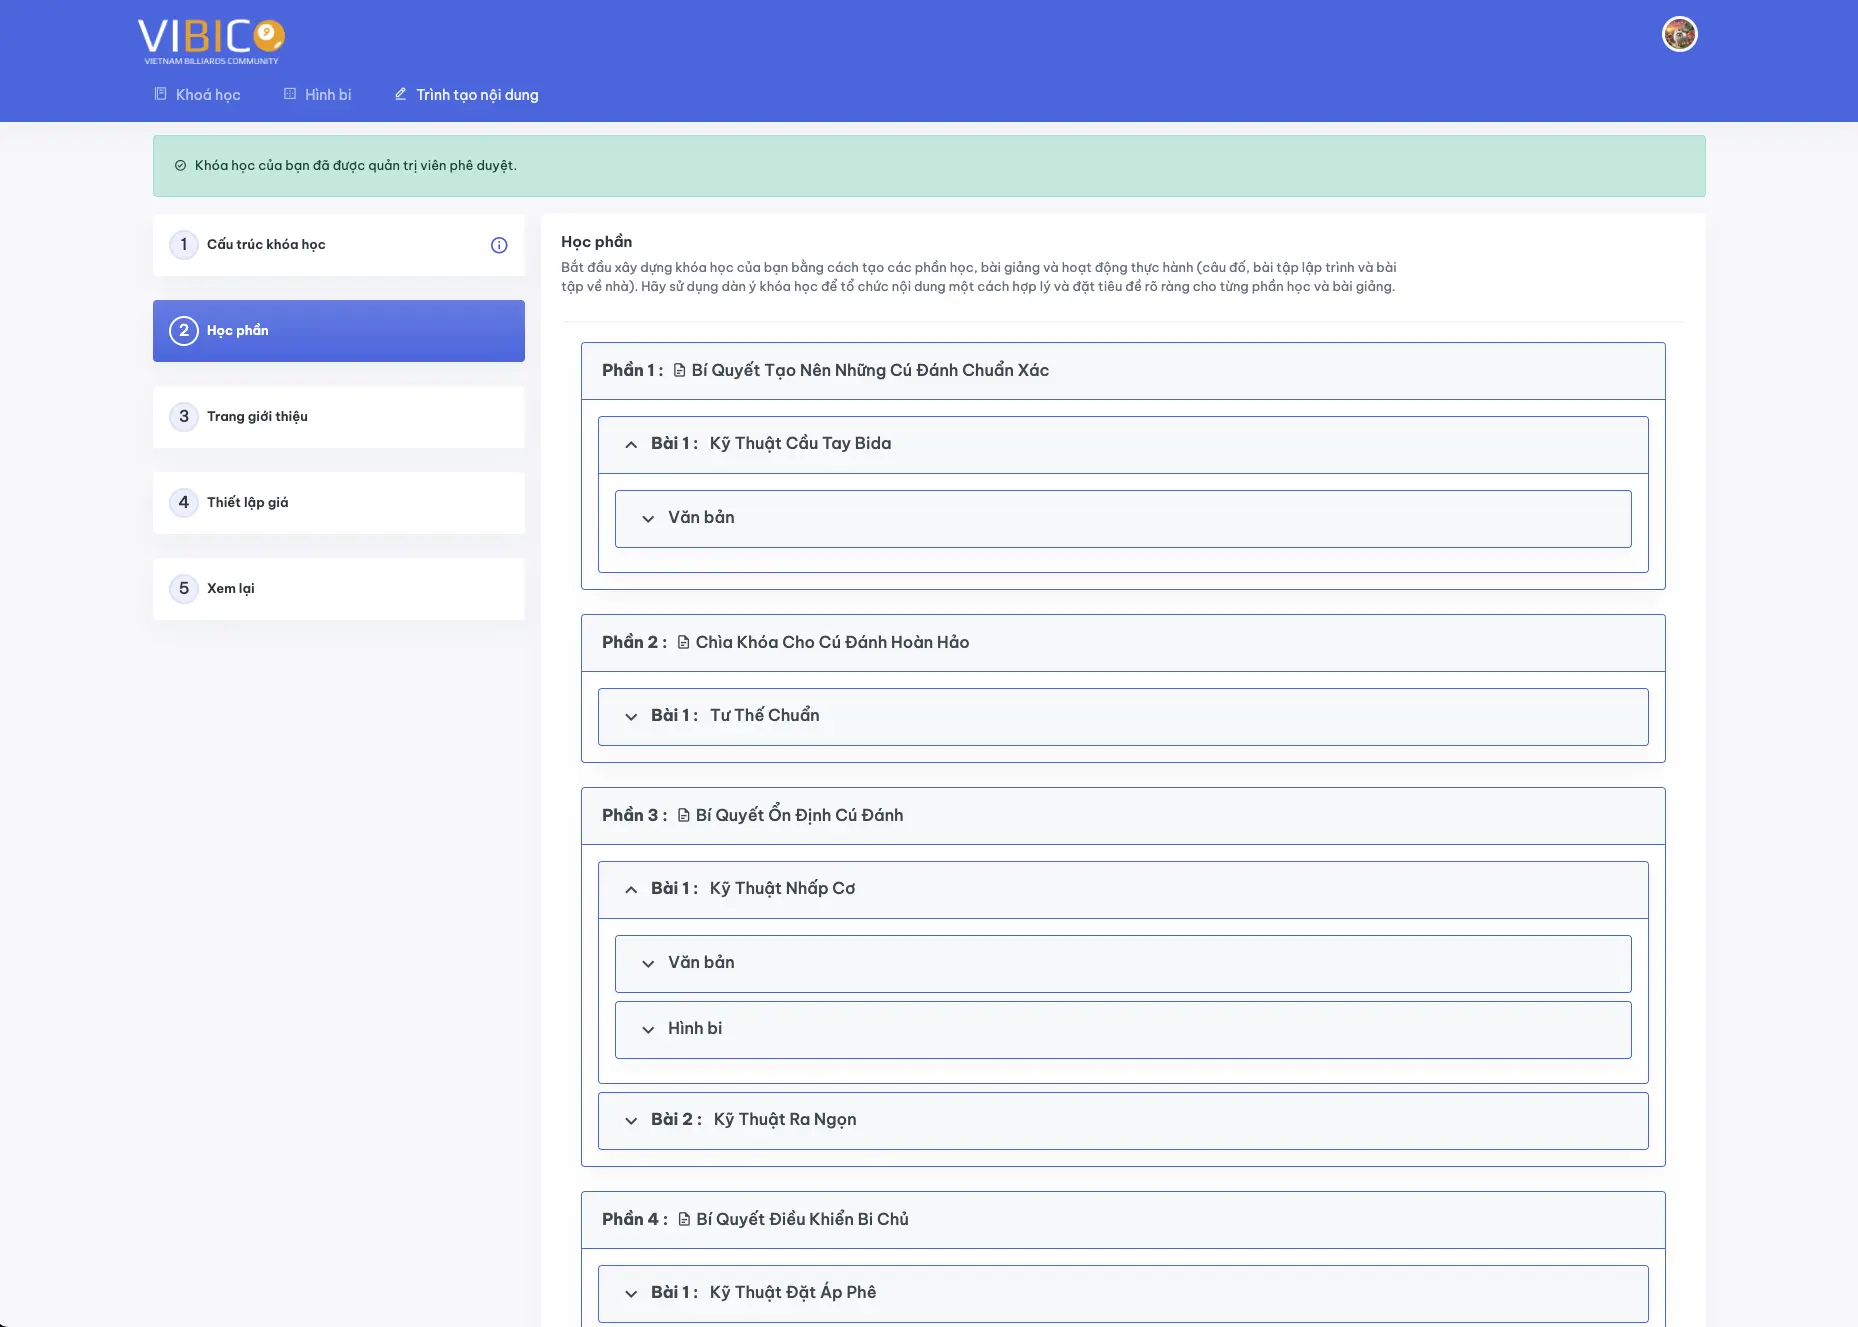 VIBICO
VIETNAM BILLIARDS COMMUNITY
Khoá học
Hình bi
Trình tạo nội dung
Khóa học của bạn đã được quản trị viên phê duyệt.
1 Cấu trúc khóa học
2 Học phần
3 Trang giới thiệu
4 Thiết lập giá
5 Xem lại
Học phần
Bắt đầu xây dựng khóa học của bạn bằng cách tạo các phần học, bài giảng và hoạt động thực hành (câu đố, bài tập lập trình và bài
tập về nhà). Hãy sử dụng dàn ý khóa học để tổ chức nội dung một cách hợp lý và đặt tiêu đề rõ ràng cho từng phần học và bài giảng.
Phần 1 : Bí Quyết Tạo Nên Những Cú Đánh Chuẩn Xác
Bài 1 : Kỹ Thuật Cầu Tay Bida
Văn bản
Phần 2 : Chìa Khóa Cho Cú Đánh Hoàn Hảo
Bài 1 : Tư Thế Chuẩn
Phần 3 : Bí Quyết Ổn Định Cú Đánh
Bài 1 : Kỹ Thuật Nhấp Cơ
Văn bản
Hình bi
Bài 2 : Kỹ Thuật Ra Ngọn
Phần 4 : Bí Quyết Điều Khiển Bi Chủ
Bài 1 : Kỹ Thuật Đặt Áp Phê